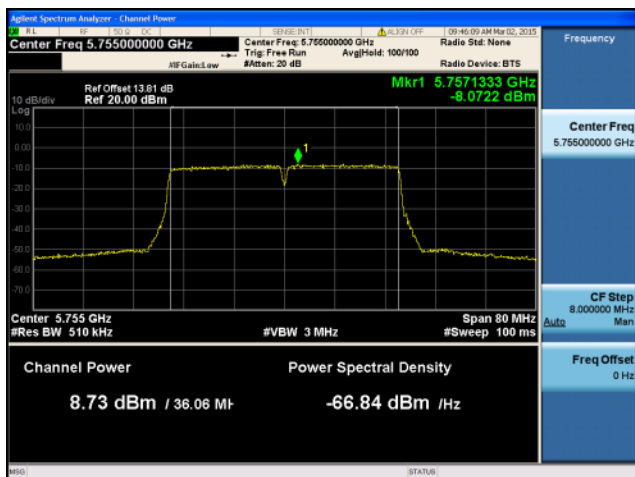 Agilent Spectrum Analyzer - Channel Power
RL RF 50 Ω DC SENSE:INT ALIGN OFF 09:46:09 AM Mar 02, 2015
Center Freq 5.755000000 GHz
Center Freq: 5.755000000 GHz
Radio Std: None
Trig: Free Run Avg|Hold: 100/100
#IFGain:Low #Atten: 20 dB Radio Device: BTS
Frequency
Ref Offset 13.81 dB
10 dB/div Ref 20.00 dBm
Mkr1 5.7571333 GHz
-8.0722 dBm
Log
10.0
0.00
-10.0
-20.0
-30.0
-40.0
-50.0
-60.0
-70.0
1
Center Freq
5.755000000 GHz
Center 5.755 GHz Span 80 MHz
#Res BW 510 kHz #VBW 3 MHz #Sweep 100 ms
CF Step
8.000000 MHz
Auto Man
Channel Power Power Spectral Density
8.73 dBm / 36.06 MH -66.84 dBm /Hz
Freq Offset
0 Hz
MSG STATUS